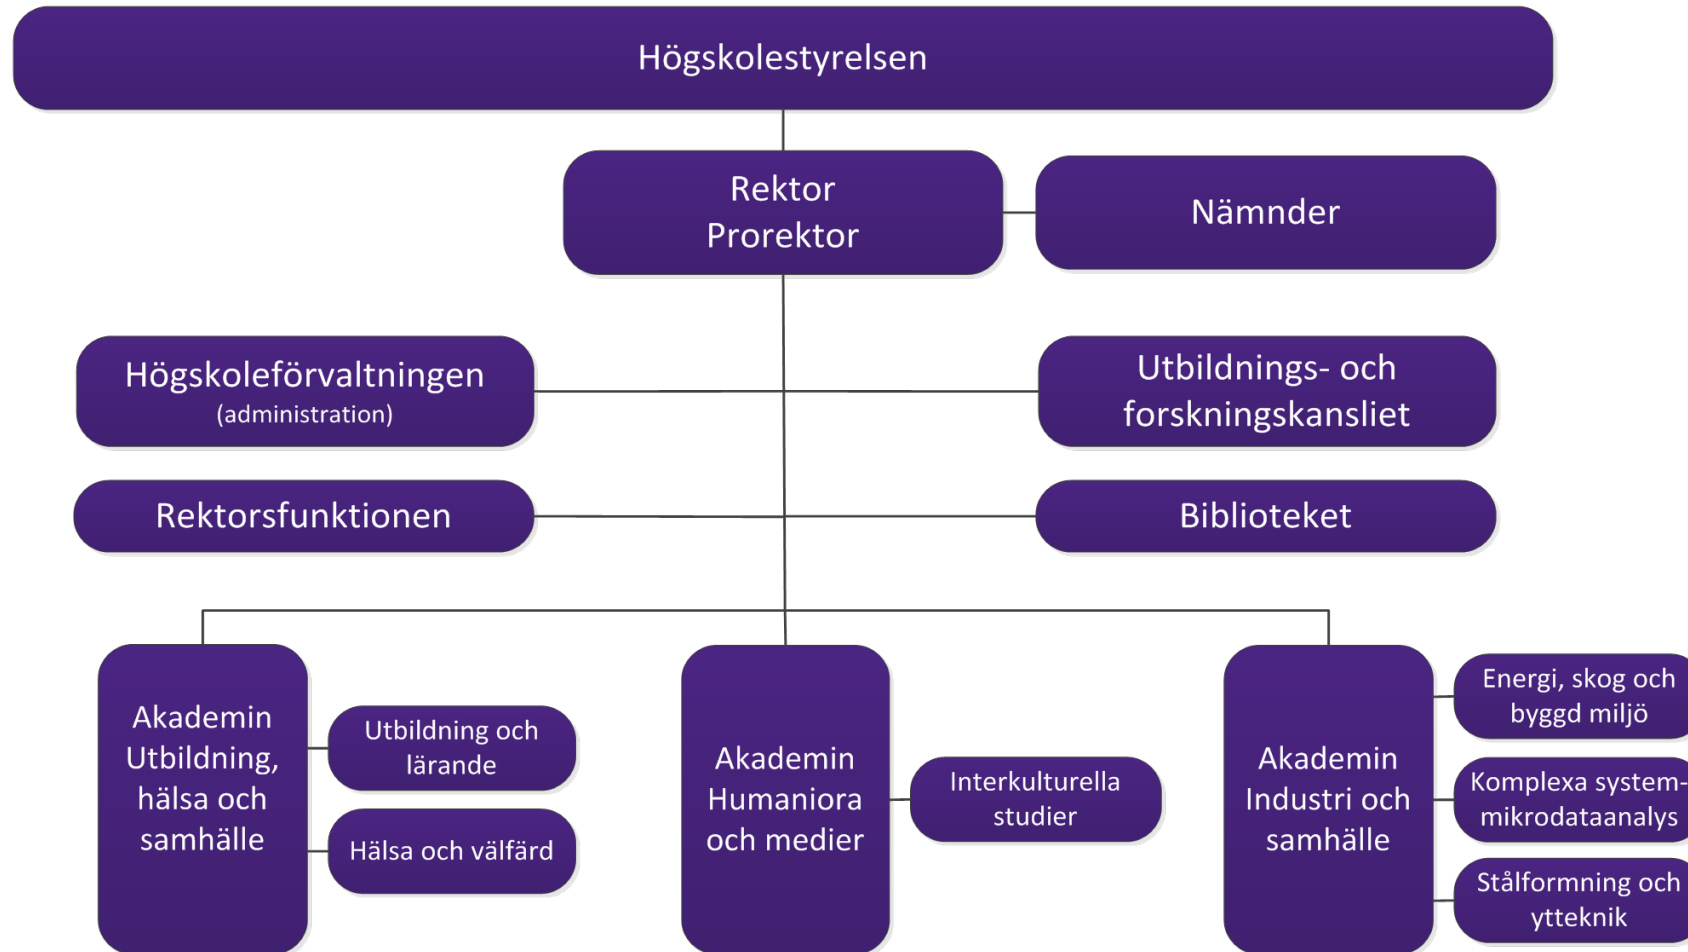 Högskolestyrelsen
Rektor
Prorektor
Nämnder
Högskoleförvaltningen
(administration)
Utbildnings- och
forskningskansliet
Rektorsfunktionen
Biblioteket
Akademin
Utbildning,
hälsa och
samhälle
Utbildning och
lärande
Hälsa och välfärd
Akademin
Humaniora
och medier
Interkulturella
studier
Akademin
Industri och
samhälle
Energi, skog och
byggd miljö
Komplexa system-
mikrodataanalys
Stålformning och
ytteknik